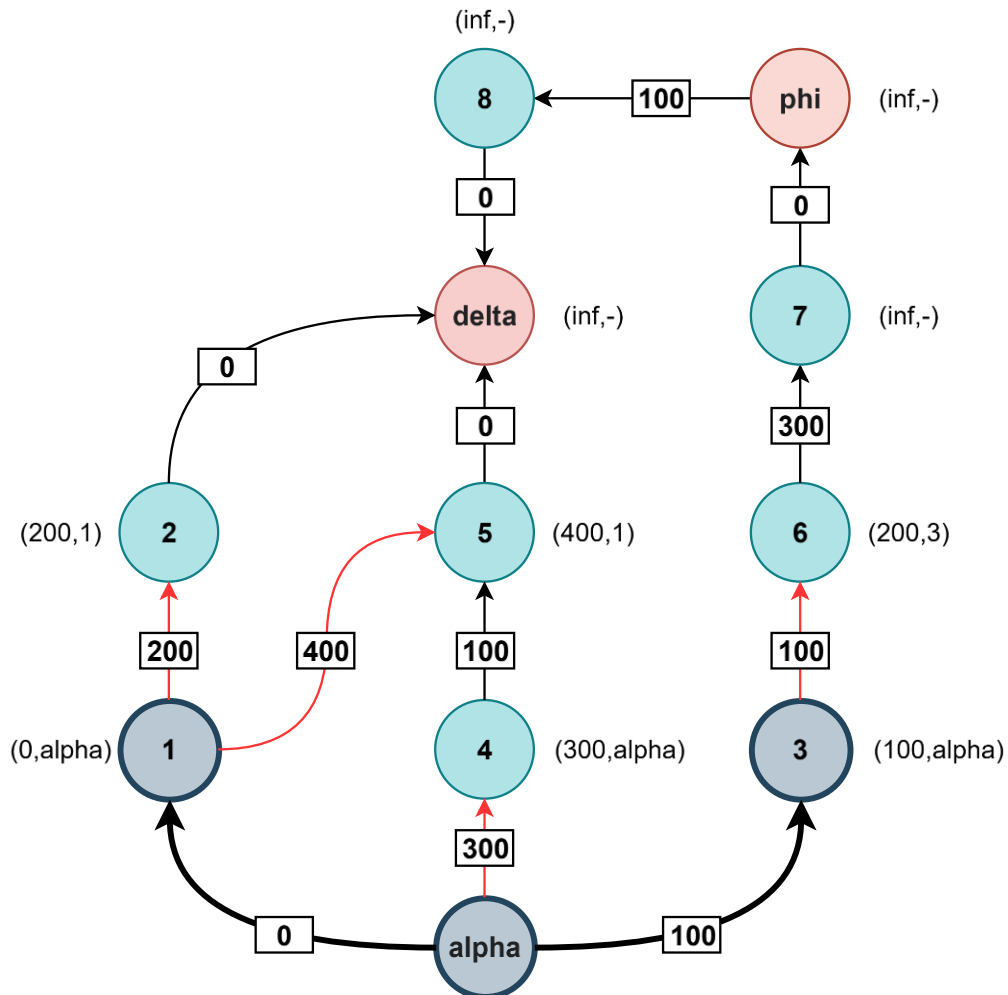 (inf,-)
8
100
phi
(inf,-)
0
0
delta
(inf,-)
7
(inf,-)
0
0
300
(200,1)
2
5
(400,1)
6
(200,3)
200
400
100
100
(0,alpha)
1
4
(300,alpha)
3
(100,alpha)
300
0
alpha
100